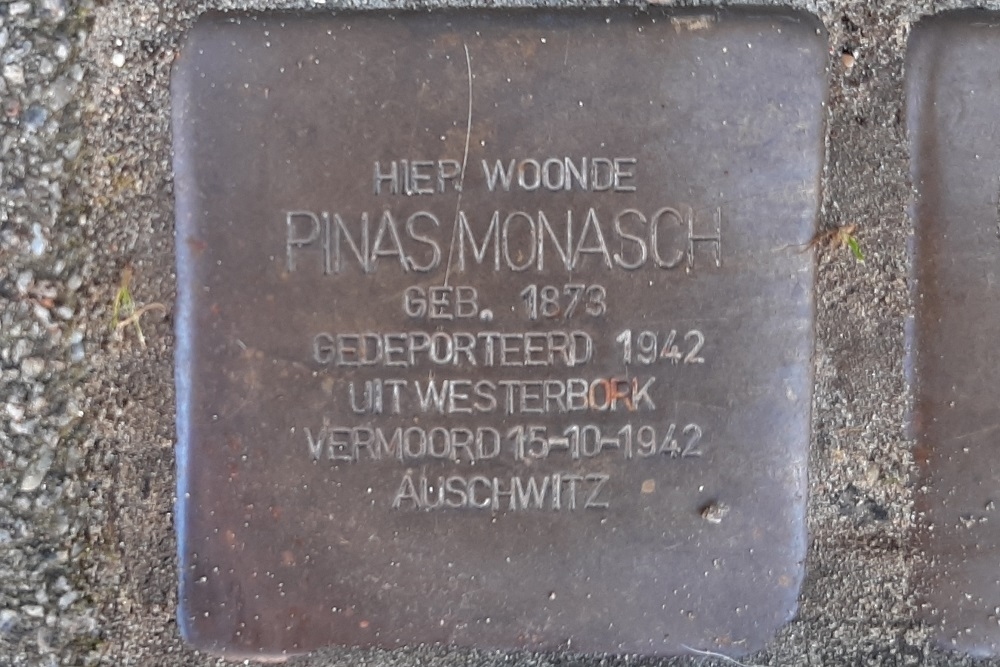 HIER WOONDE
PINAS MONASCH
GEB. 1873
GEDEPORTEERD 1942
UIT WESTERBORK
VERMOORD 15-10-1942
AUSCHWITZ